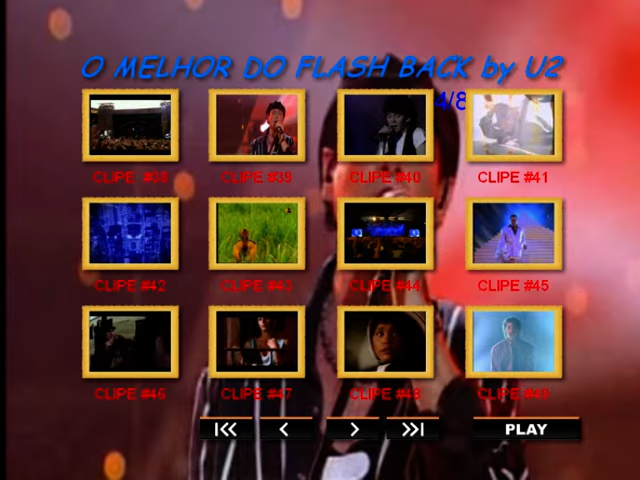 O MELHOR DO FLASH BACK by U2
4/8
CLIPE #38 CLIPE #39 CLIPE #40 CLIPE #41
CLIPE #42 CLIPE #43 CLIPE #44 CLIPE #45
CLIPE #46 CLIPE #47 CLIPE #48 CLIPE #49
PLAY